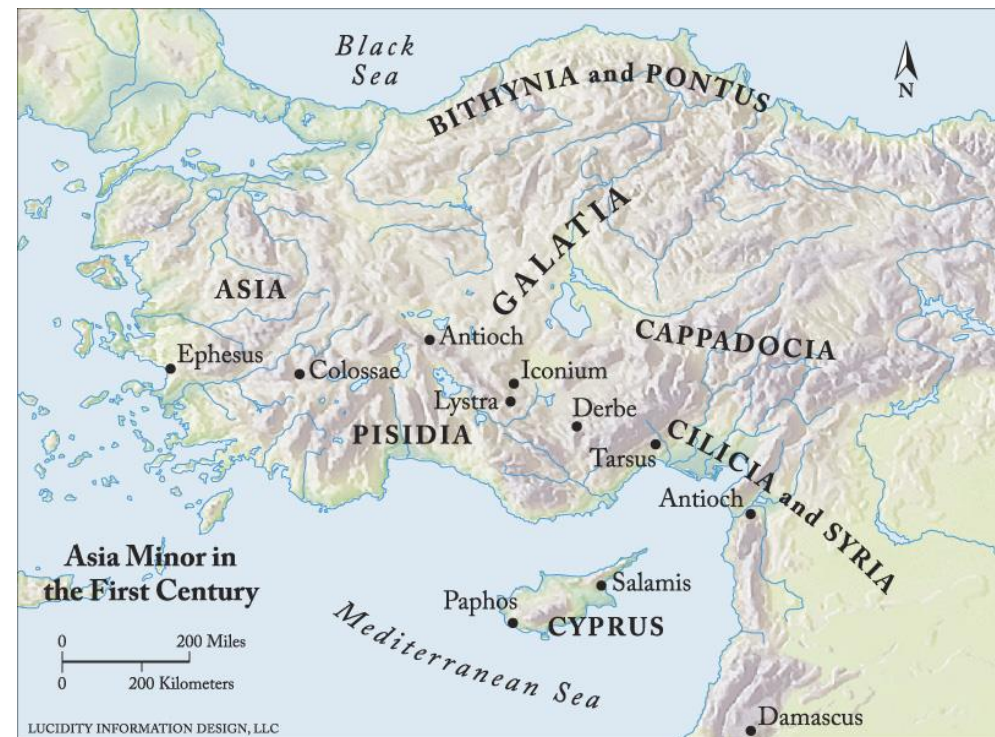 Black
Sea
BITHYNIA and PONTUS
N
GALATIA
ASIA
CAPPADOCIA
Antioch
Ephesus
Colossae
Iconium
Lystra
Derbe
PISIDIA
Tarsus
CILICIA and SYRIA
Antioch
Asia Minor in
the First Century
Salamis
Paphos
CYPRUS
Mediterranean Sea
0 200 Miles
0 200 Kilometers
Damascus
LUCIDITY INFORMATION DESIGN, LLC